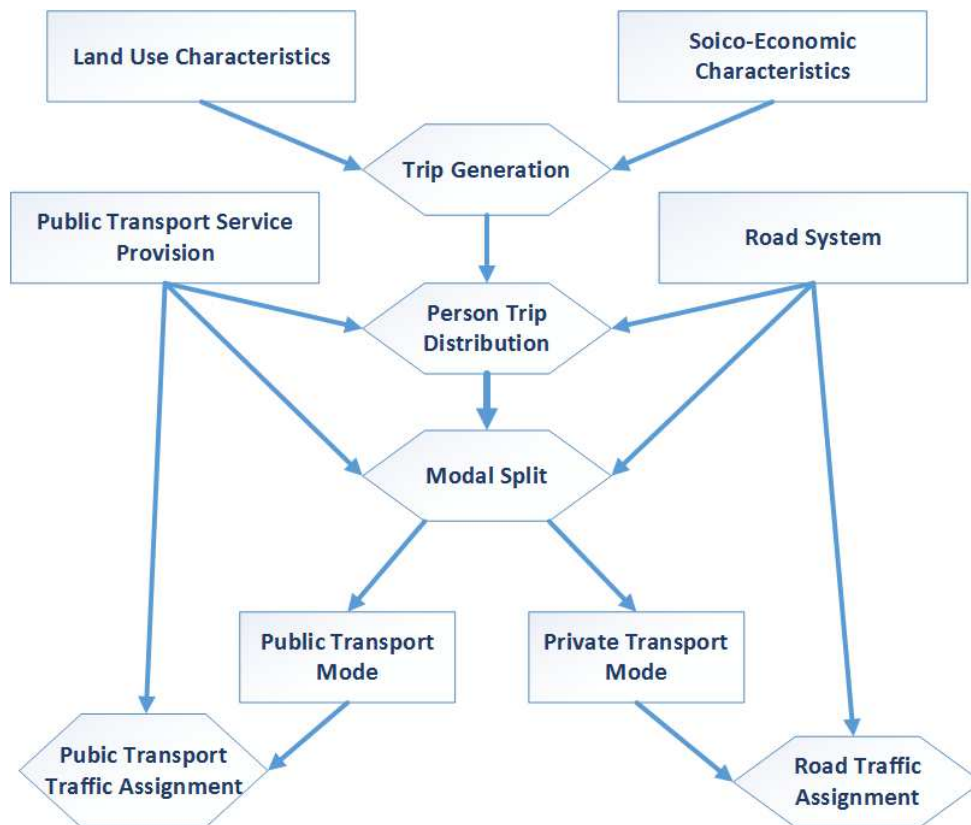 Land Use Characteristics
Soico-Economic
Characteristics
Trip Generation
Public Transport Service
Provision
Road System
Person Trip
Distribution
Modal Split
Public Transport
Mode
Private Transport
Mode
Pubic Transport
Traffic Assignment
Road Traffic
Assignment